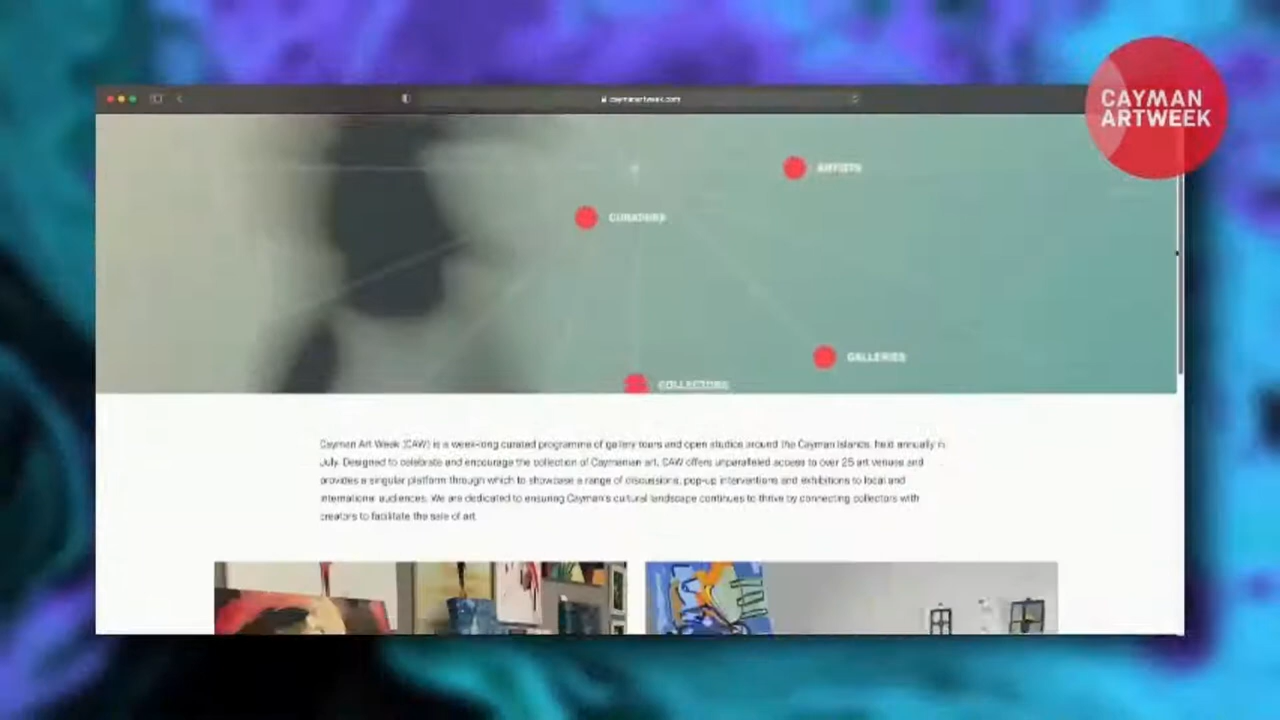 CAYMAN
ARTWEEK
caymanartweek.com
ARTISTS
CURATORS
GALLERIES
COLLECTORS
Cayman Art Week (CAW) is a week-long curated programme of gallery tours and open studios around the Cayman Islands, held annually in
July. Designed to celebrate and encourage the collection of Caymanian art, CAW offers unparalleled access to over 25 art venues and
provides a singular platform through which to showcase a range of discussions, pop-up interventions and exhibitions to local and
international audiences. We are dedicated to ensuring Cayman's cultural landscape continues to thrive by connecting collectors with
creators to facilitate the sale of art.